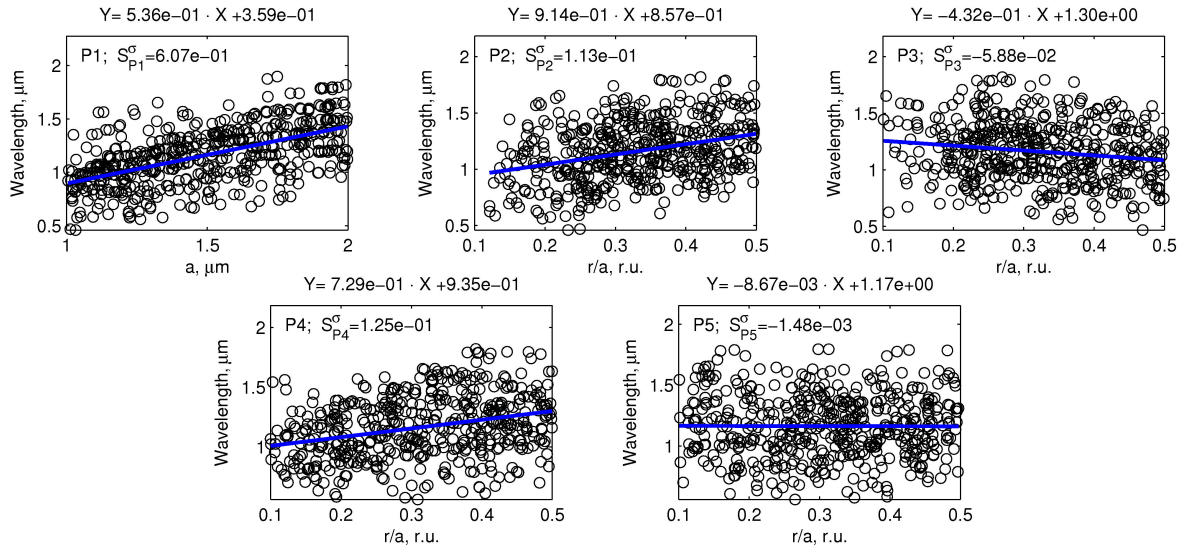 Y= 5.36e−01 · X +3.59e−01
P1; S^σ_P1=6.07e−01
Wavelength, μm
2
1.5
1
0.5
1
1.5
2
a, μm
Y= 9.14e−01 · X +8.57e−01
P2; S^σ_P2=1.13e−01
Wavelength, μm
2
1.5
1
0.5
0.1
0.2
0.3
0.4
0.5
r/a, r.u.
Y= −4.32e−01 · X +1.30e+00
P3; S^σ_P3=−5.88e−02
Wavelength, μm
2
1.5
1
0.5
0.1
0.2
0.3
0.4
0.5
r/a, r.u.
Y= 7.29e−01 · X +9.35e−01
P4; S^σ_P4=1.25e−01
Wavelength, μm
2
1.5
1
0.1
0.2
0.3
0.4
0.5
r/a, r.u.
Y= −8.67e−03 · X +1.17e+00
P5; S^σ_P5=−1.48e−03
Wavelength, μm
2
1.5
1
0.1
0.2
0.3
0.4
0.5
r/a, r.u.